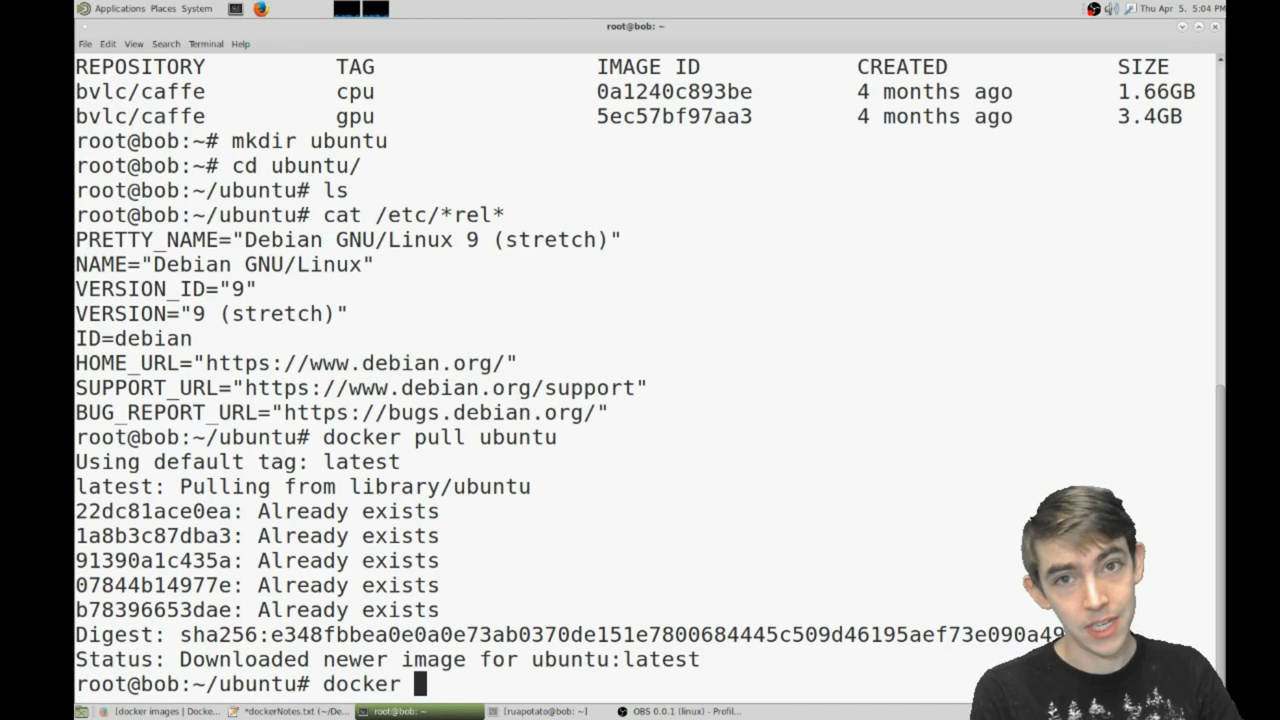 Applications Places System Thu Apr 5, 5:04 PM
root@bob: ~
File Edit View Search Terminal Help
REPOSITORY TAG IMAGE ID CREATED SIZE
bvlc/caffe cpu 0a1240c893be 4 months ago 1.66GB
bvlc/caffe gpu 5ec57bf97aa3 4 months ago 3.4GB
root@bob:~# mkdir ubuntu
root@bob:~# cd ubuntu/
root@bob:~/ubuntu# ls
root@bob:~/ubuntu# cat /etc/*rel*
PRETTY_NAME="Debian GNU/Linux 9 (stretch)"
NAME="Debian GNU/Linux"
VERSION_ID="9"
VERSION="9 (stretch)"
ID=debian
HOME_URL="https://www.debian.org/"
SUPPORT_URL="https://www.debian.org/support"
BUG_REPORT_URL="https://bugs.debian.org/"
root@bob:~/ubuntu# docker pull ubuntu
Using default tag: latest
latest: Pulling from library/ubuntu
22dc81ace0ea: Already exists
1a8b3c87dba3: Already exists
91390a1c435a: Already exists
07844b14977e: Already exists
b78396653dae: Already exists
Digest: sha256:e348fbbea0e0a0e73ab0370de151e7800684445c509d46195aef73e090a49
Status: Downloaded newer image for ubuntu:latest
root@bob:~/ubuntu# docker
[docker images | Docke... *dockerNotes.txt (~/De... root@bob: ~ [ruapotato@bob: ~] OBS 0.0.1 (linux) - Profil...